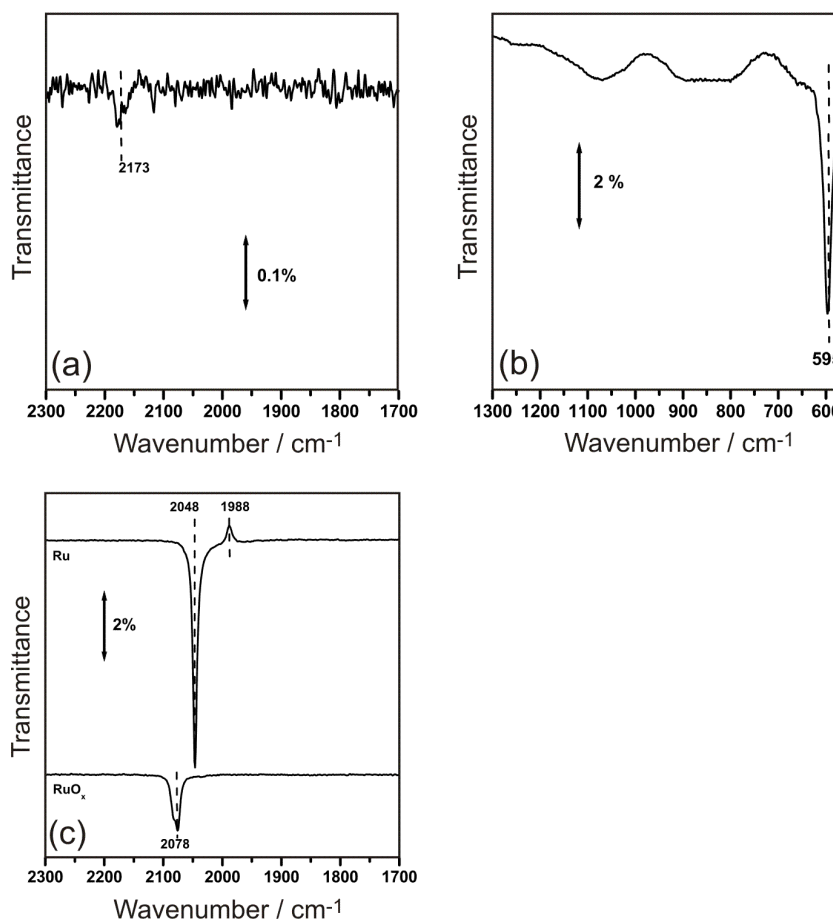 Transmittance
2173
0.1%
(a)
2300 2200 2100 2000 1900 1800 1700
Wavenumber / cm-1
Transmittance
2 %
(b)
1300 1200 1100 1000 900 800 700
Wavenumber / cm-1
Transmittance
2048 1988
Ru
2%
RuOx
(c)
2078
2300 2200 2100 2000 1900 1800 1700
Wavenumber / cm-1